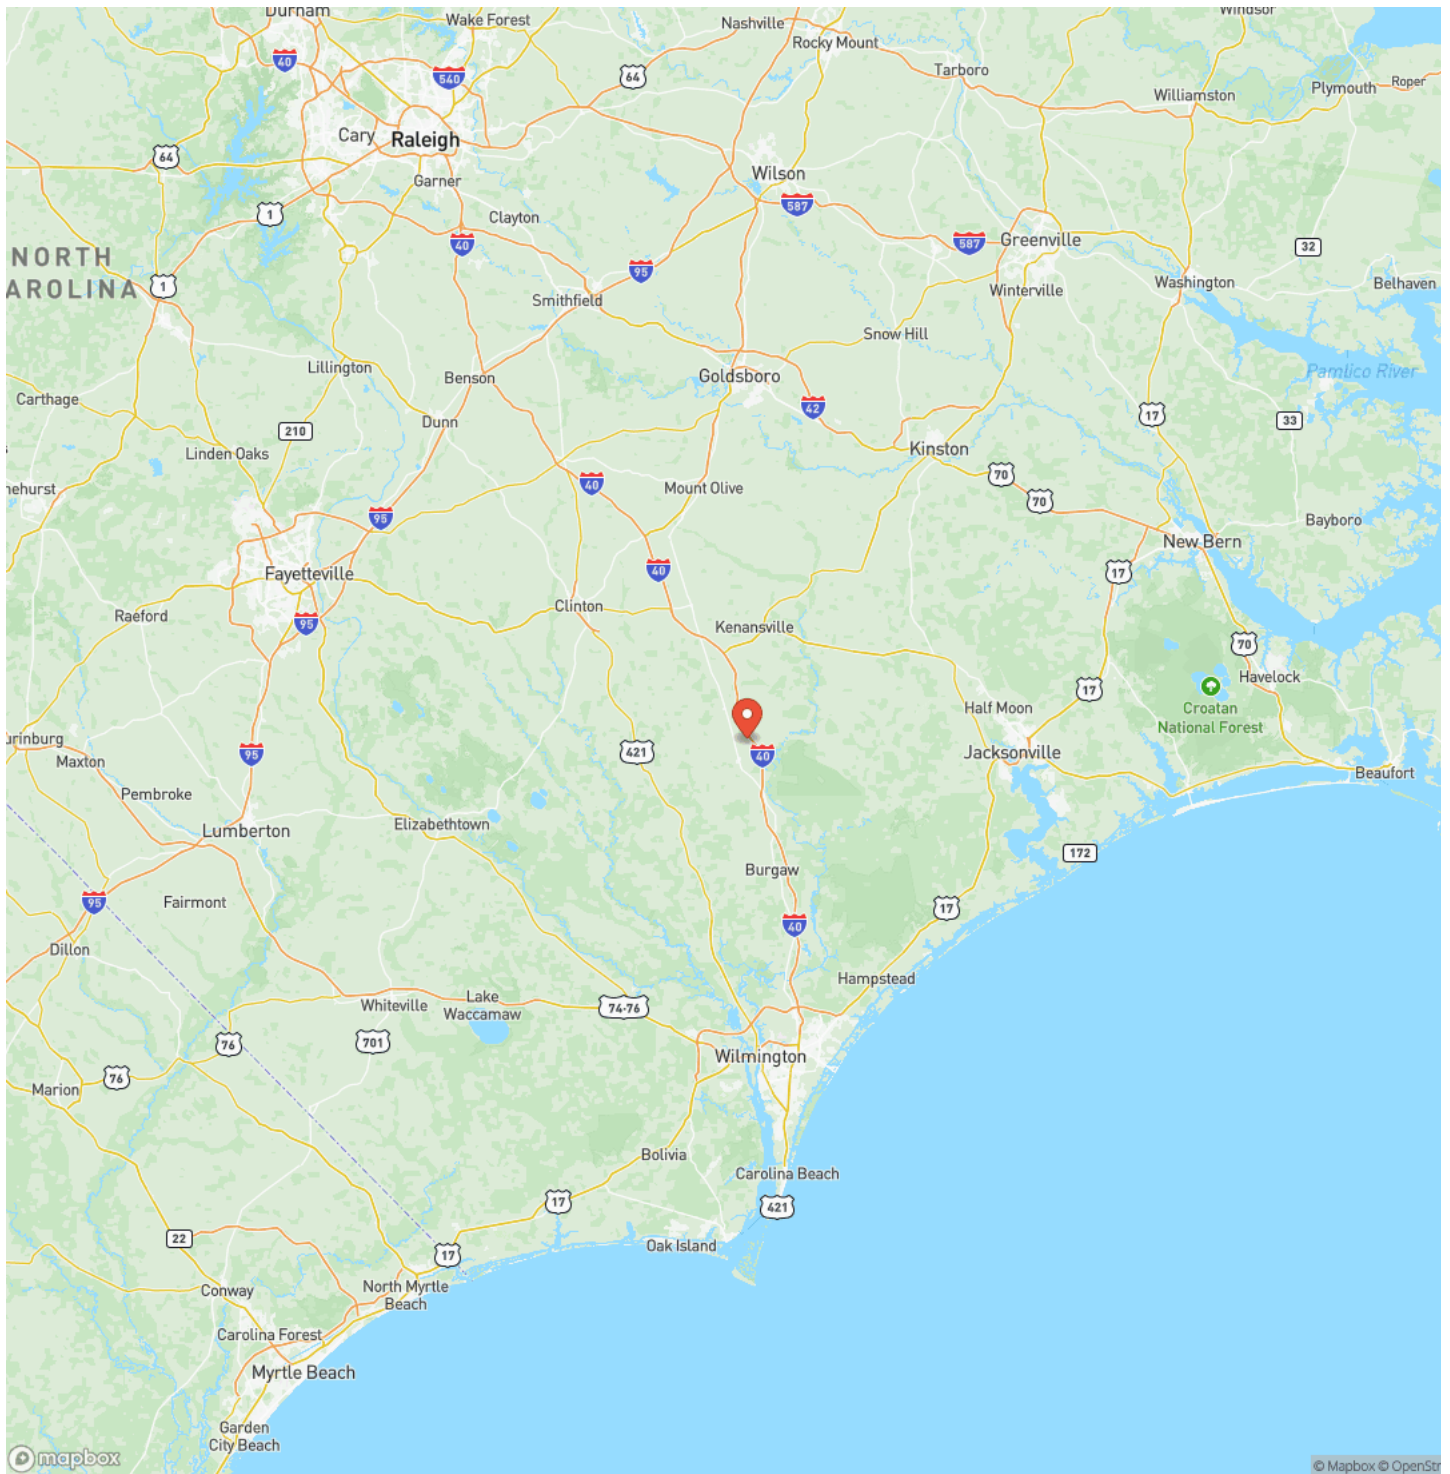 Durham
Wake Forest
Nashville
Windsor
Rocky Mount
40
540
64
Tarboro
Plymouth
Roper
Williamston
Cary
Raleigh
64
Wilson
Garner
587
1
Clayton
40
587
Greenville
32
NORTH
AROLINA
1
95
Winterville
Washington
Belhaven
Smithfield
Snow Hill
Lillington
Benson
Goldsboro
Pamlico River
Carthage
42
17
33
Dunn
210
Linden Oaks
Kinston
70
nehurst
40
Mount Olive
70
95
Bayboro
New Bern
Fayetteville
40
17
Clinton
Raeford
95
Kenansville
70
Havelock
17
Croatan
National Forest
Half Moon
urinburg
95
421
40
Jacksonville
Maxton
Beaufort
Pembroke
Lumberton
Elizabethtown
172
Burgaw
95
Fairmont
17
40
Dillon
Hampstead
Whiteville
Lake
Waccamaw
74-76
76
701
Wilmington
76
Marion
Bolivia
Carolina Beach
17
421
22
Oak Island
17
Conway
North Myrtle
Beach
Carolina Forest
Myrtle Beach
Garden
City Beach
mapbox
© Mapbox © OpenStr